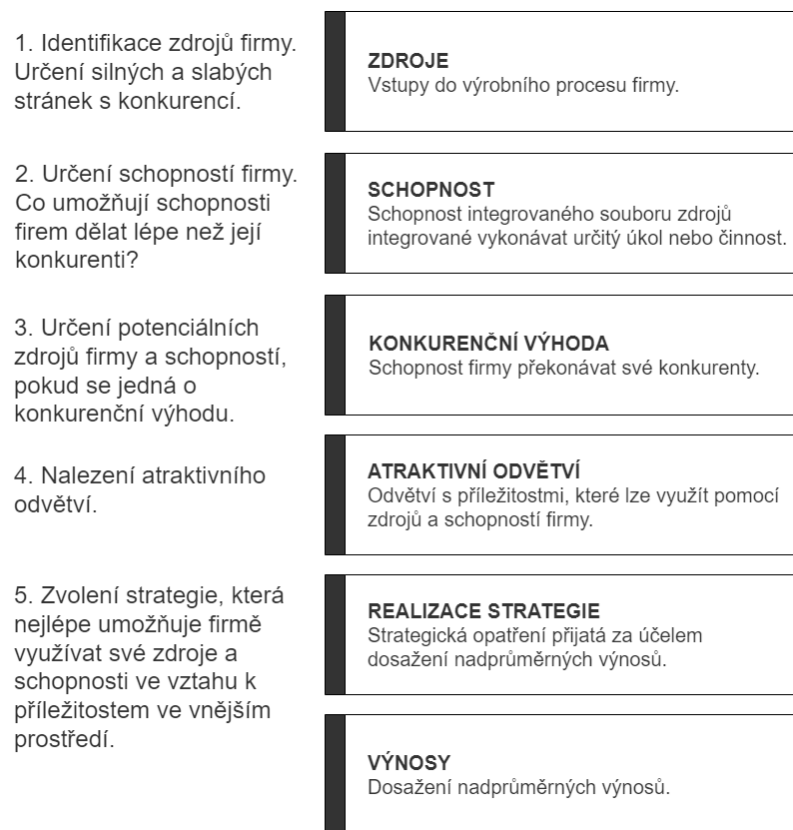 1. Identifikace zdrojů firmy.
Určení silných a slabých
stránek s konkurencí.
ZDROJE
Vstupy do výrobního procesu firmy.
2. Určení schopností firmy.
Co umožňují schopnosti
firem dělat lépe než její
konkurenti?
SCHOPNOST
Schopnost integrovaného souboru zdrojů
integrované vykonávat určitý úkol nebo činnost.
3. Určení potenciálních
zdrojů firmy a schopností,
pokud se jedná o
konkurenční výhodu.
KONKURENČNÍ VÝHODA
Schopnost firmy překonávat své konkurenty.
4. Nalezení atraktivního
odvětví.
ATRAKTIVNÍ ODVĚTVÍ
Odvětví s příležitostmi, které lze využít pomocí
zdrojů a schopností firmy.
5. Zvolení strategie, která
nejlépe umožňuje firmě
využívat své zdroje a
schopnosti ve vztahu k
příležitostem ve vnějším
prostředí.
REALIZACE STRATEGIE
Strategická opatření přijatá za účelem
dosažení nadprůměrných výnosů.
VÝNOSY
Dosažení nadprůměrných výnosů.